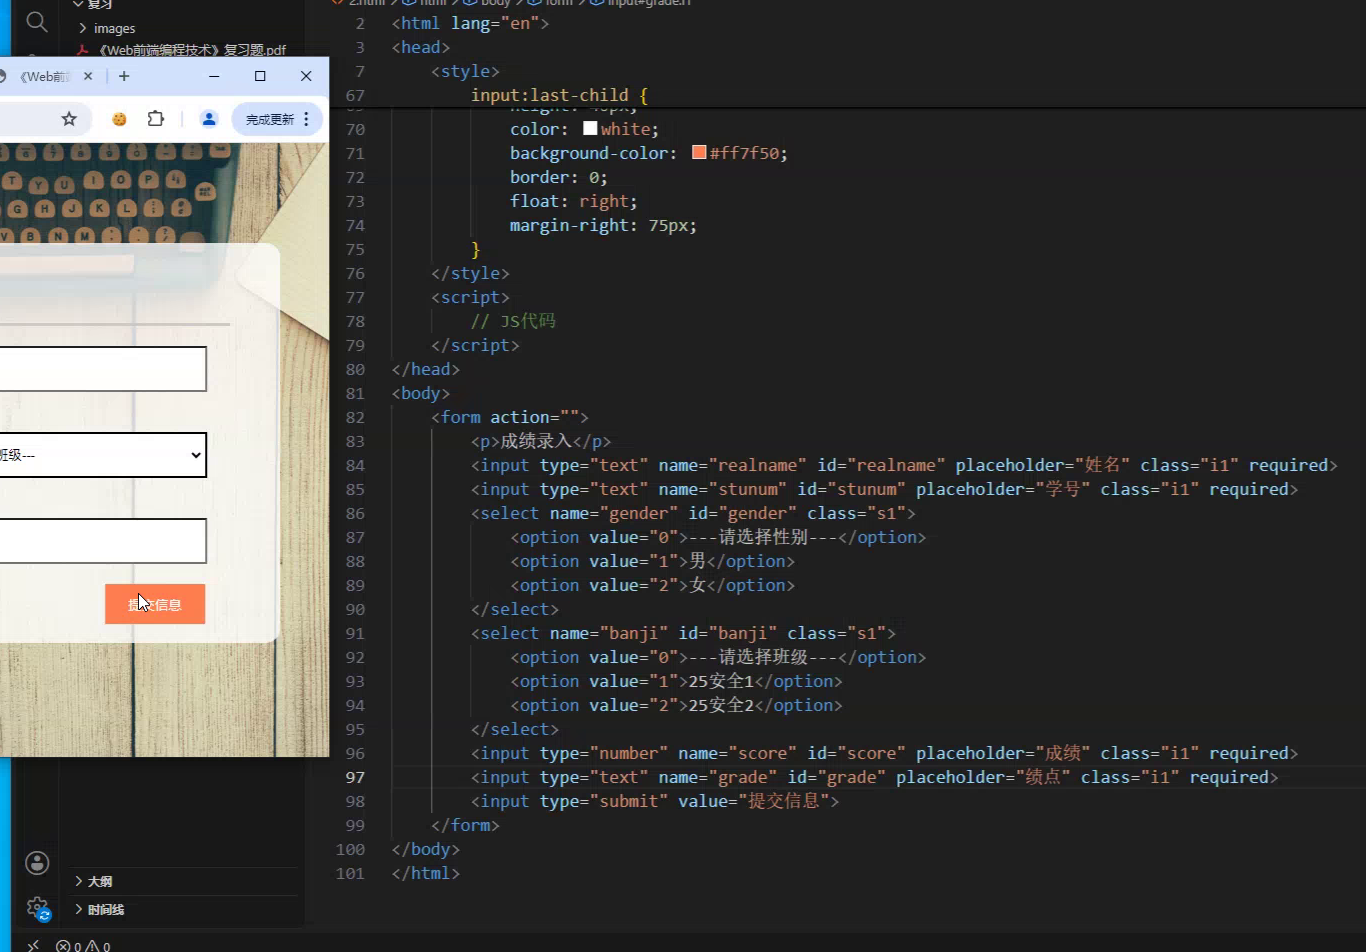 复习
2.html > html > body > form > input#grade.i1
images
《Web前端编程技术》复习题.pdf
《Web前
完成更新
班级---
提交信息
大纲
时间线
0 0
2 <html lang="en">
3 <head>
7 <style>
67 input:last-child {
70 color: white;
71 background-color: #ff7f50;
72 border: 0;
73 float: right;
74 margin-right: 75px;
75 }
76 </style>
77 <script>
78 // JS代码
79 </script>
80 </head>
81 <body>
82 <form action="">
83 <p>成绩录入</p>
84 <input type="text" name="realname" id="realname" placeholder="姓名" class="i1" required>
85 <input type="text" name="stunum" id="stunum" placeholder="学号" class="i1" required>
86 <select name="gender" id="gender" class="s1">
87 <option value="0">---请选择性别---</option>
88 <option value="1">男</option>
89 <option value="2">女</option>
90 </select>
91 <select name="banji" id="banji" class="s1">
92 <option value="0">---请选择班级---</option>
93 <option value="1">25安全1</option>
94 <option value="2">25安全2</option>
95 </select>
96 <input type="number" name="score" id="score" placeholder="成绩" class="i1" required>
97 <input type="text" name="grade" id="grade" placeholder="绩点" class="i1" required>
98 <input type="submit" value="提交信息">
99 </form>
100 </body>
101 </html>